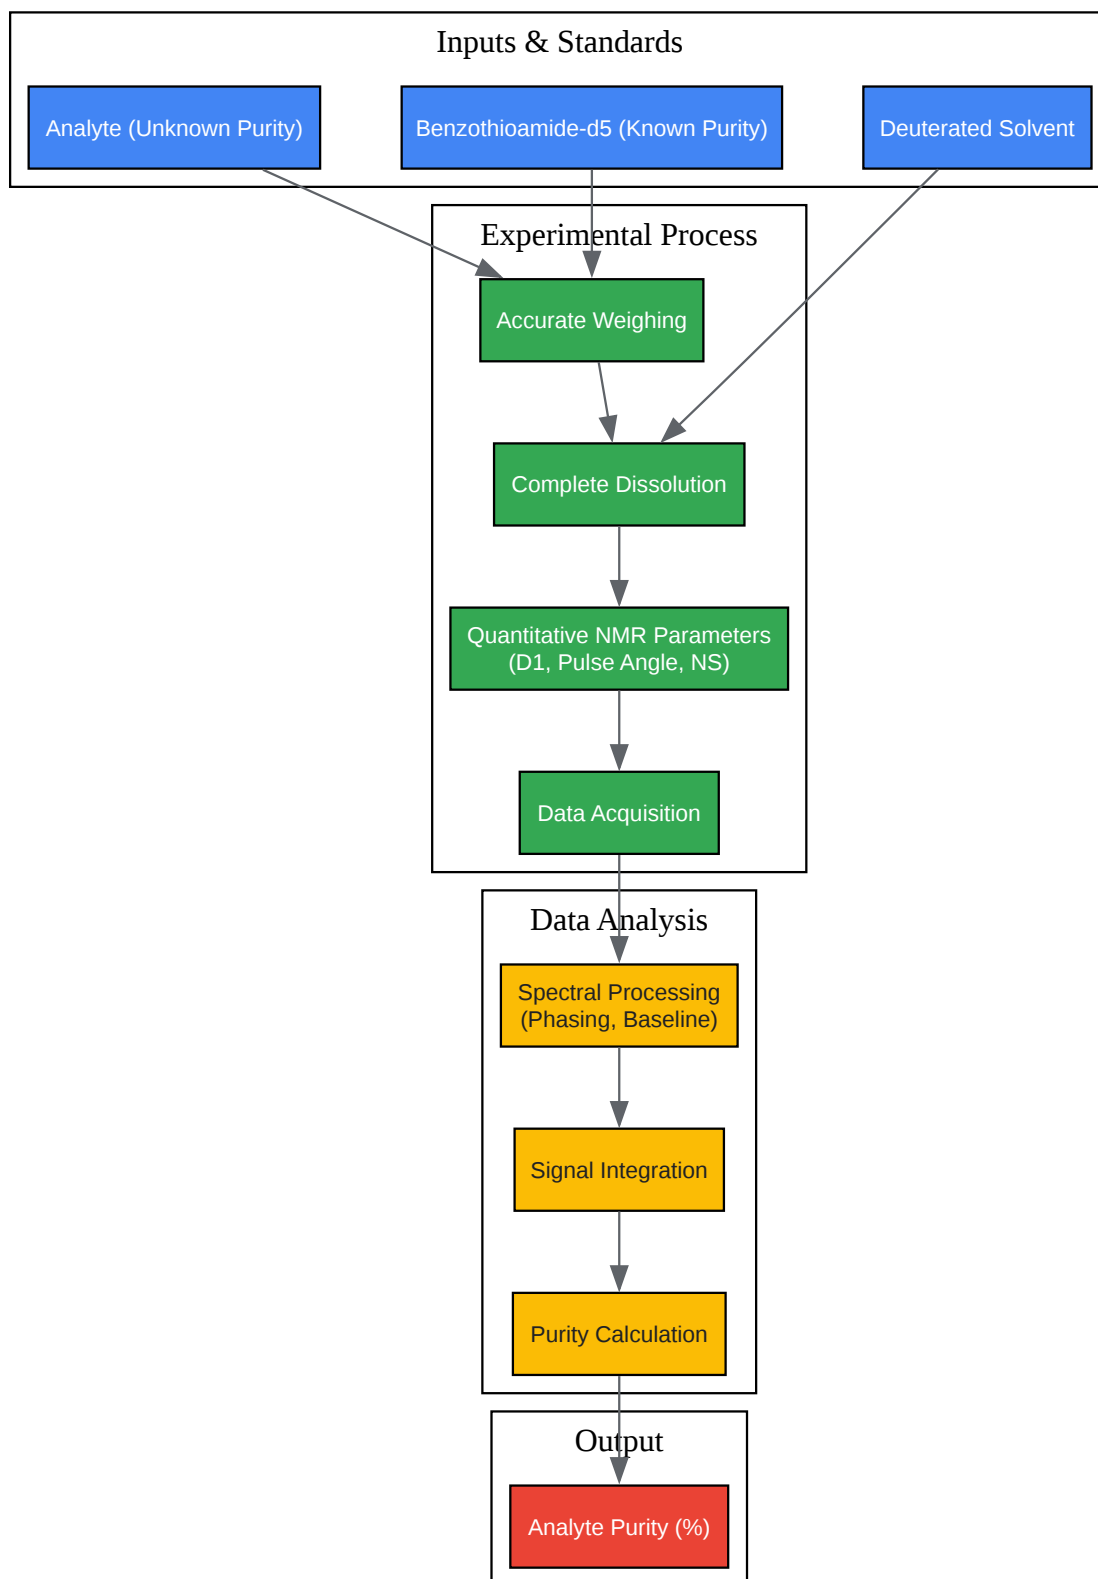 Inputs & Standards
Analyte (Unknown Purity)
Benzothioamide-d5 (Known Purity)
Deuterated Solvent
Experimental Process
Accurate Weighing
Complete Dissolution
Quantitative NMR Parameters
(D1, Pulse Angle, NS)
Data Acquisition
Data Analysis
Spectral Processing
(Phasing, Baseline)
Signal Integration
Purity Calculation
Output
Analyte Purity (%)